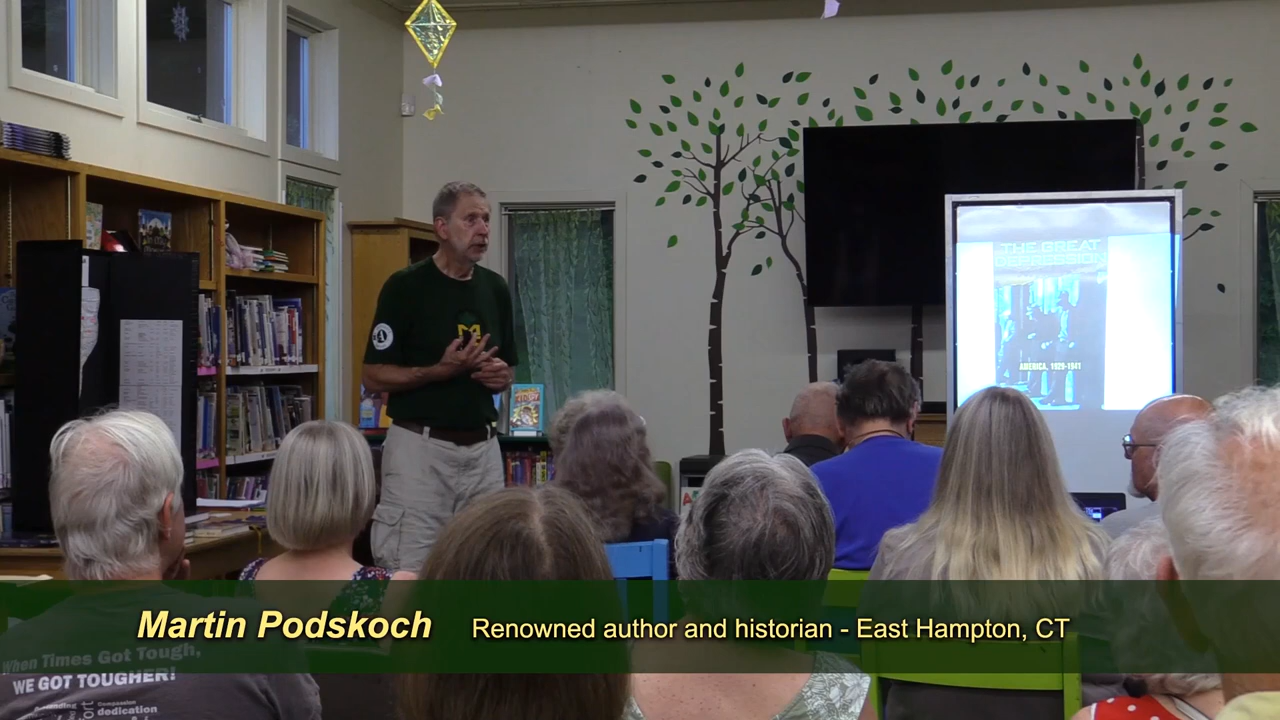 THE GREAT
DEPRESSION
AMERICA, 1929-1941
Martin Podskoch Renowned author and historian - East Hampton, CT
When Times Got Tough,
WE GOT TOUGHER!
Compassion
dedication